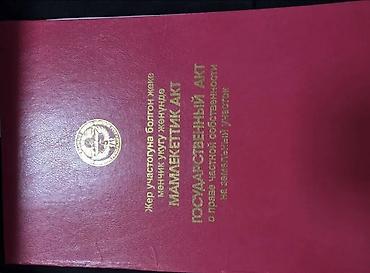 Жер участогуна болгон жеке
менчик укугу жөнүндө
МАМЛЕКЕТТИК АКТ
ГОСУДАРСТВЕННЫЙ АКТ
о праве частной собственности
на земельный участок